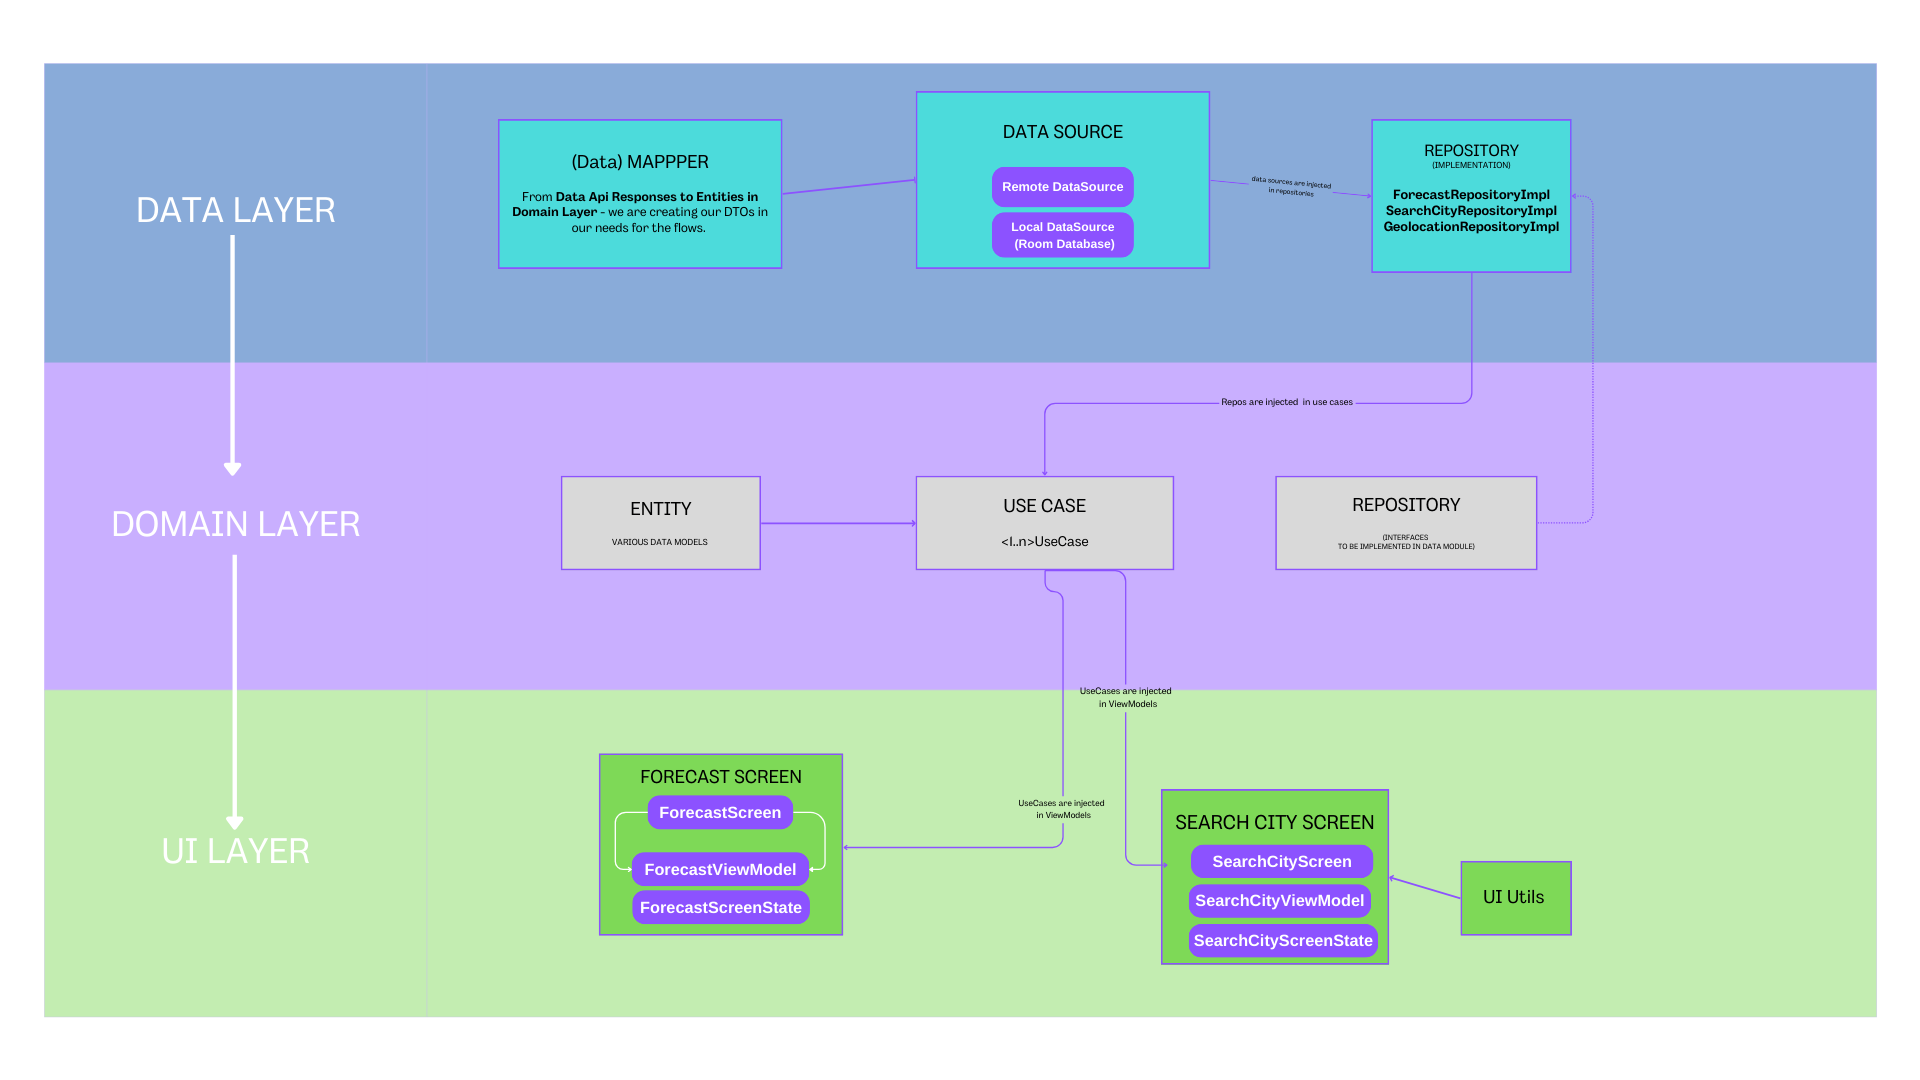 DATA LAYER
(Data) MAPPPER
From Data Api Responses to Entities in
Domain Layer - we are creating our DTOs in
our needs for the flows.
DATA SOURCE
Remote DataSource
Local DataSource
(Room Database)
data sources are injected
in repositories
REPOSITORY
(IMPLEMENTATION)
ForecastRepositoryImpl
SearchCityRepositoryImpl
GeolocationRepositoryImpl
Repos are injected in use cases
DOMAIN LAYER
ENTITY
VARIOUS DATA MODELS
USE CASE
<1..n>UseCase
REPOSITORY
(INTERFACES
TO BE IMPLEMENTED IN DATA MODULE)
UseCases are injected
in ViewModels
UI LAYER
FORECAST SCREEN
ForecastScreen
ForecastViewModel
ForecastScreenState
UseCases are injected
in ViewModels
SEARCH CITY SCREEN
SearchCityScreen
SearchCityViewModel
SearchCityScreenState
UI Utils